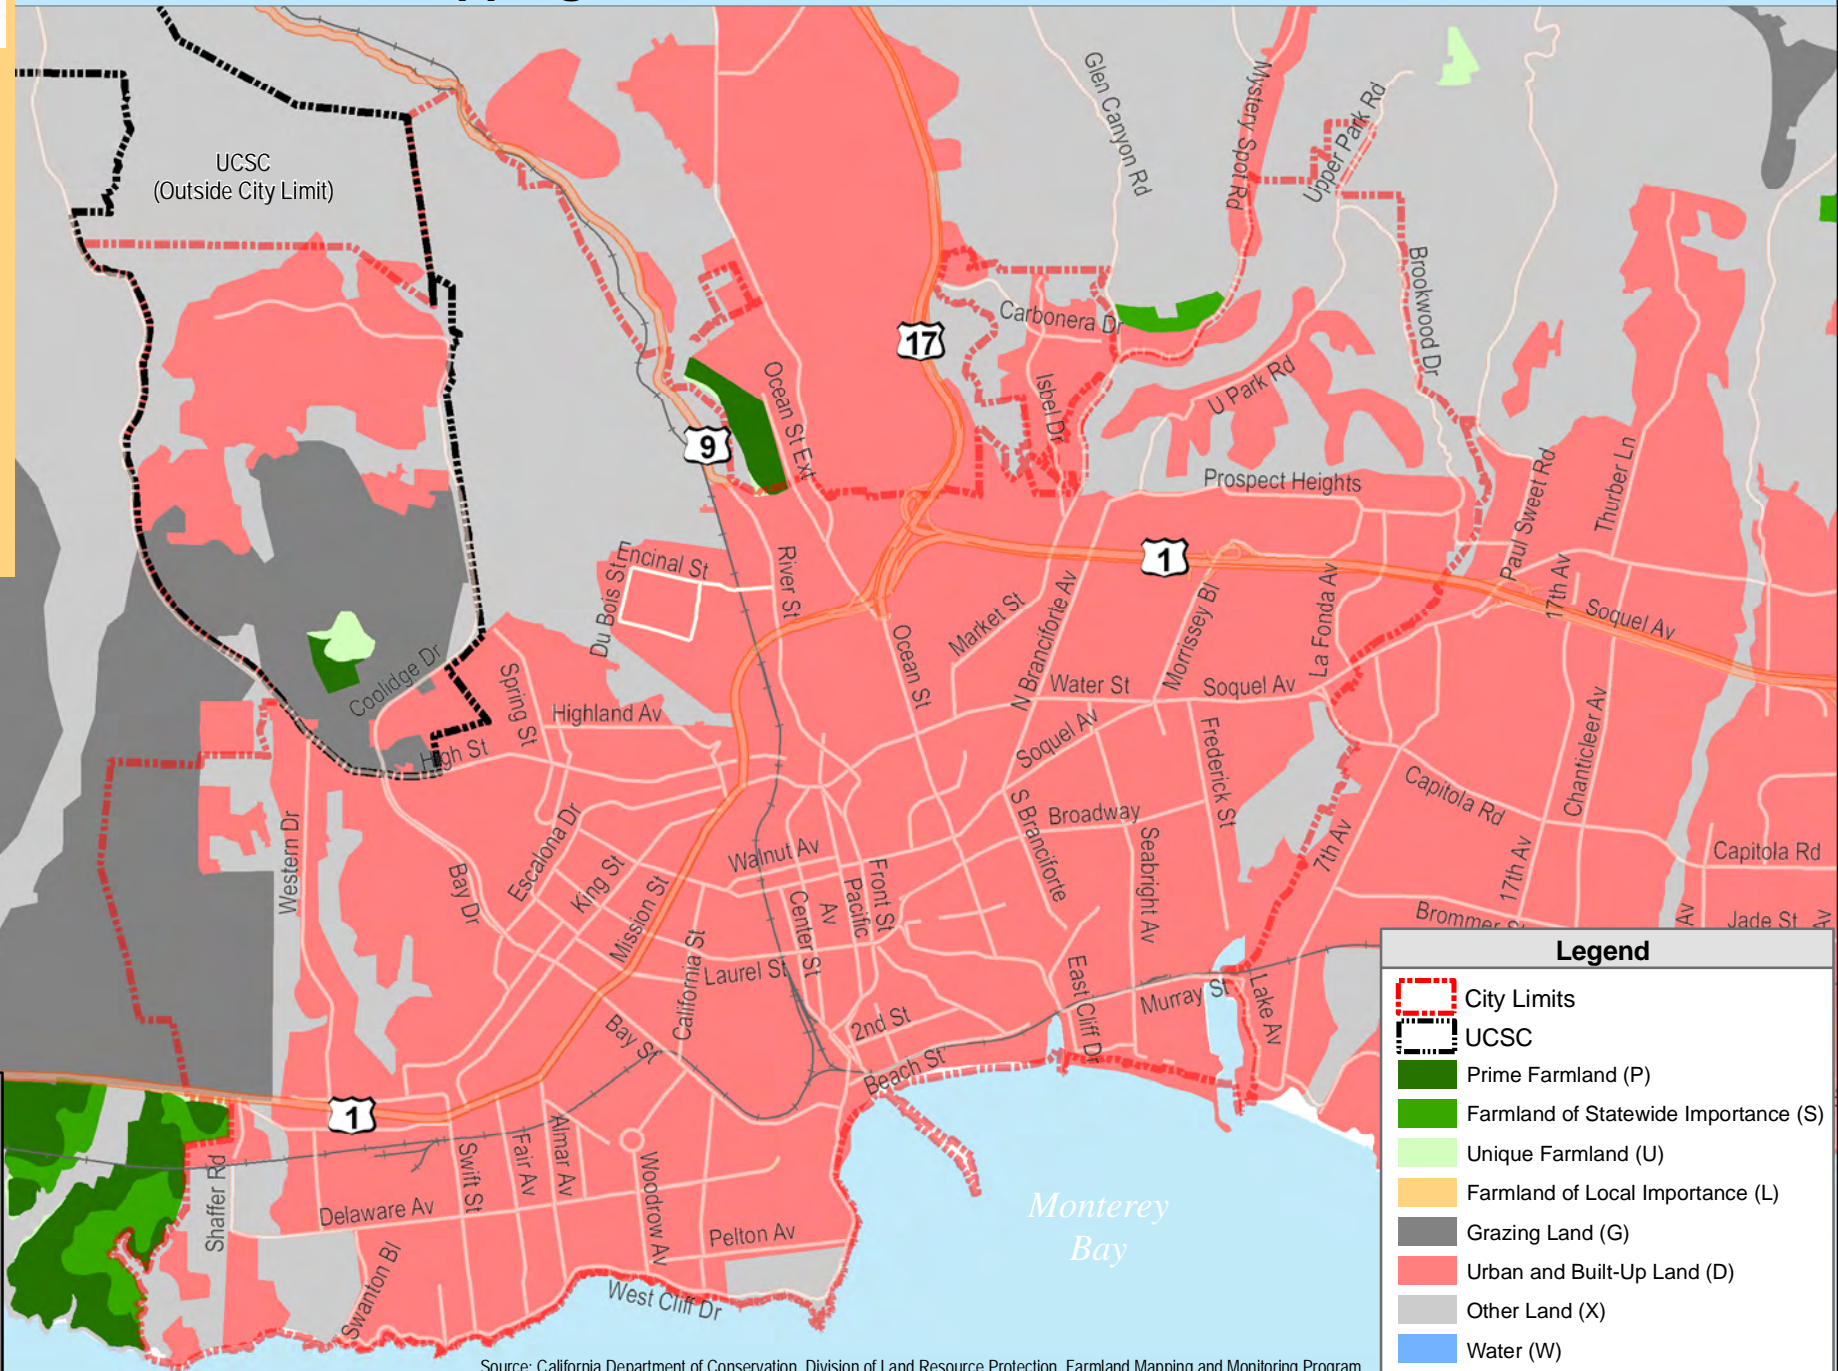 UCSC
(Outside City Limit)
Glen Canyon Rd
Mystery Spot Rd
Upper Park Rd
Brookwood Dr
Carbonera Dr
17
Isbel Dr
U Park Rd
Ocean St Ext
9
Prospect Heights
Paul Sweet Rd
Thurber Ln
1
Encinal St
Du Bois St
River St
Market St
N Branciforte Av
Morrissey Bl
La Fonda Av
17th Av
Soquel Av
Coolidge Dr
Spring St
Highland Av
High St
Ocean St
Water St
Soquel Av
Soquel Av
Frederick St
Chanticleer Av
Capitola Rd
Western Dr
Bay Dr
Escalona Dr
King St
Mission St
Walnut Av
Center St
Pacific
Av
Front St
S Branciforte
Broadway
Seabright Av
7th Av
17th Av
Capitola Rd
Brommer S
Av
Jade St
Av
California St
Laurel St
Bay St
2nd St
Beach St
East Cliff Dr
Murray St
Lake Av
1
Shaffer Rd
Delaware Av
Swift St
Fair Av
Almar Av
Woodrow Av
Pelton Av
Swanton Bl
West Cliff Dr
Monterey
Bay
Legend
City Limits
UCSC
Prime Farmland (P)
Farmland of Statewide Importance (S)
Unique Farmland (U)
Farmland of Local Importance (L)
Grazing Land (G)
Urban and Built-Up Land (D)
Other Land (X)
Water (W)
Source: California Department of Conservation, Division of Land Resource Protection, Farmland Mapping and Monitoring Program